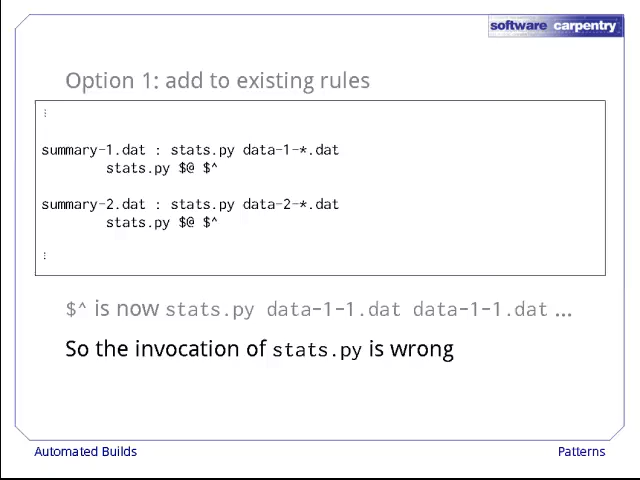 software carpentry
Option 1: add to existing rules
⋮
summary-1.dat : stats.py data-1-*.dat
stats.py $@ $^
summary-2.dat : stats.py data-2-*.dat
stats.py $@ $^
⋮
$^ is now stats.py data-1-1.dat data-1-1.dat ...
So the invocation of stats.py is wrong
Automated Builds
Patterns